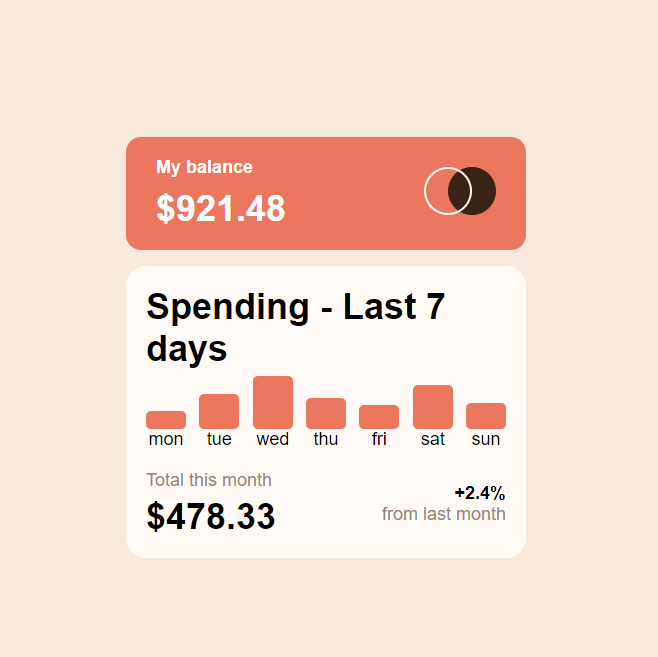 My balance
$921.48
Spending - Last 7
days
mon tue wed thu fri sat sun
Total this month
$478.33
+2.4%
from last month